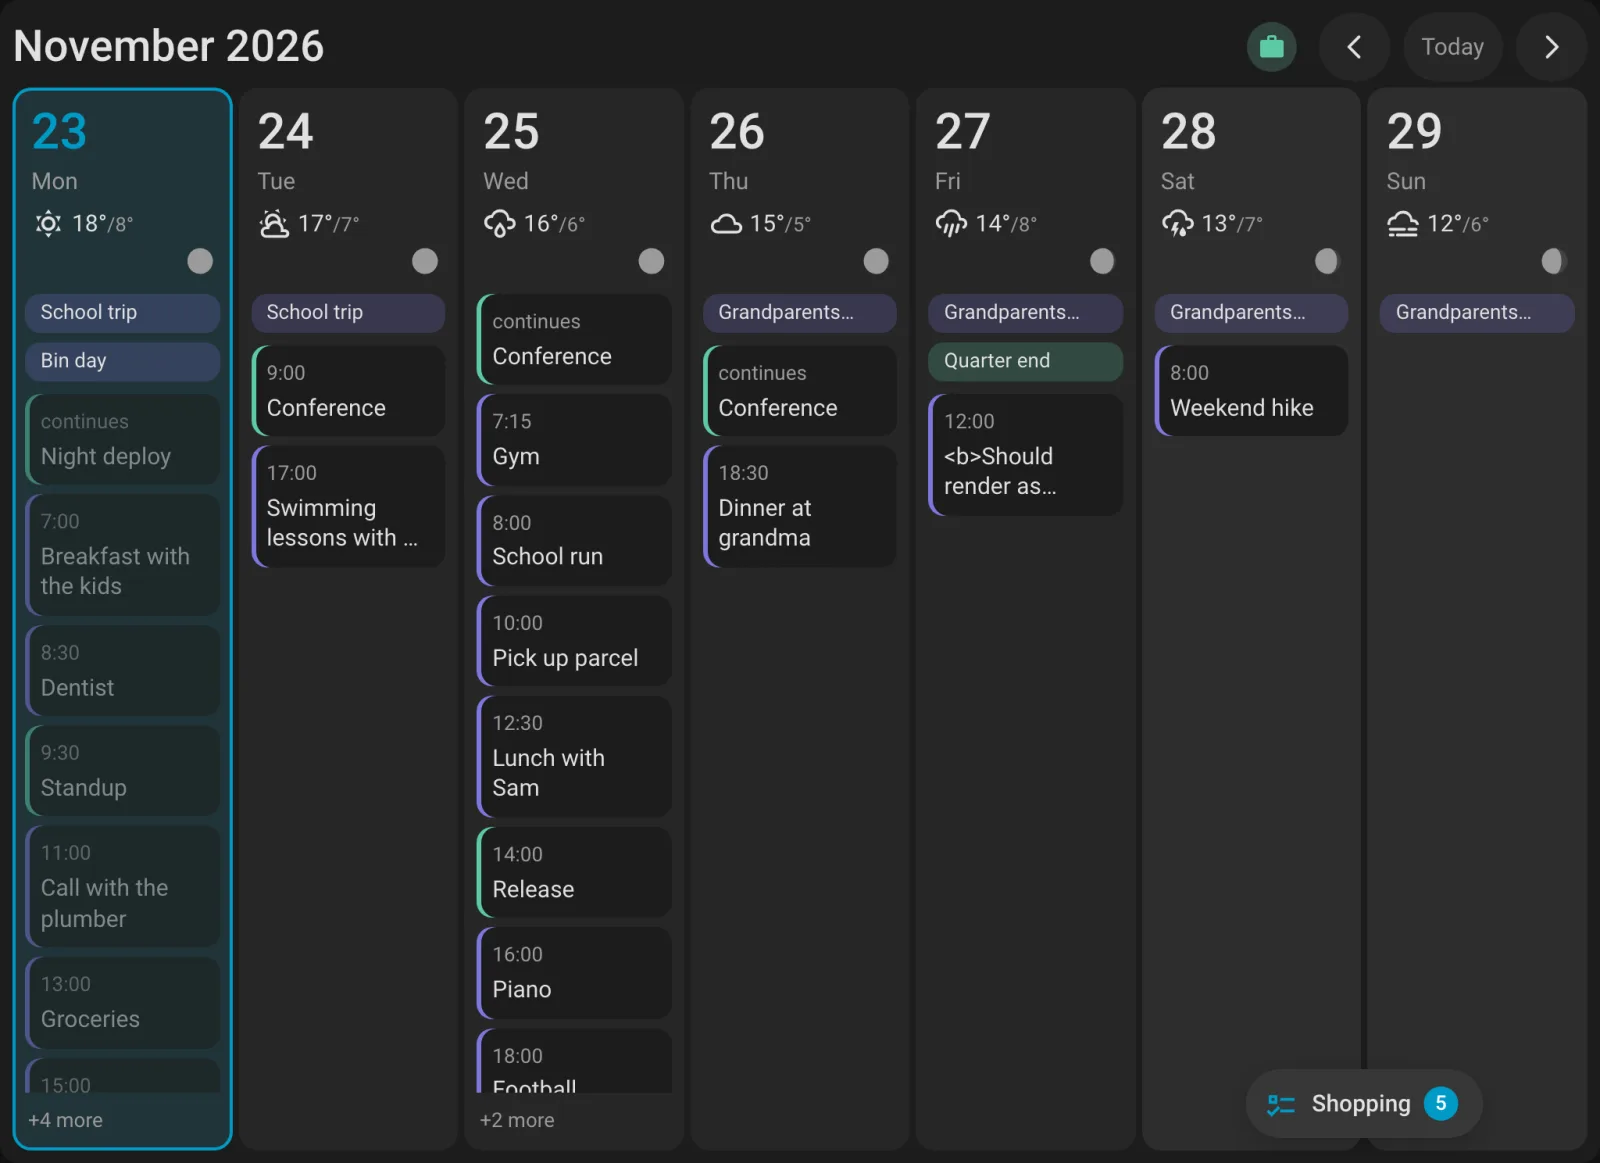 November 2026
Today
23
Mon
18°/8°
School trip
Bin day
continues
Night deploy
7:00
Breakfast with
the kids
8:30
Dentist
9:30
Standup
11:00
Call with the
plumber
13:00
Groceries
15:00
+4 more
24
Tue
17°/7°
School trip
9:00
Conference
17:00
Swimming
lessons with ...
25
Wed
16°/6°
continues
Conference
7:15
Gym
8:00
School run
10:00
Pick up parcel
12:30
Lunch with
Sam
14:00
Release
16:00
Piano
18:00
Football
+2 more
26
Thu
15°/5°
Grandparents...
continues
Conference
18:30
Dinner at
grandma
27
Fri
14°/8°
Grandparents...
Quarter end
12:00
<b>Should
render as...
28
Sat
13°/7°
Grandparents...
8:00
Weekend hike
29
Sun
12°/6°
Grandparents...
Shopping 5